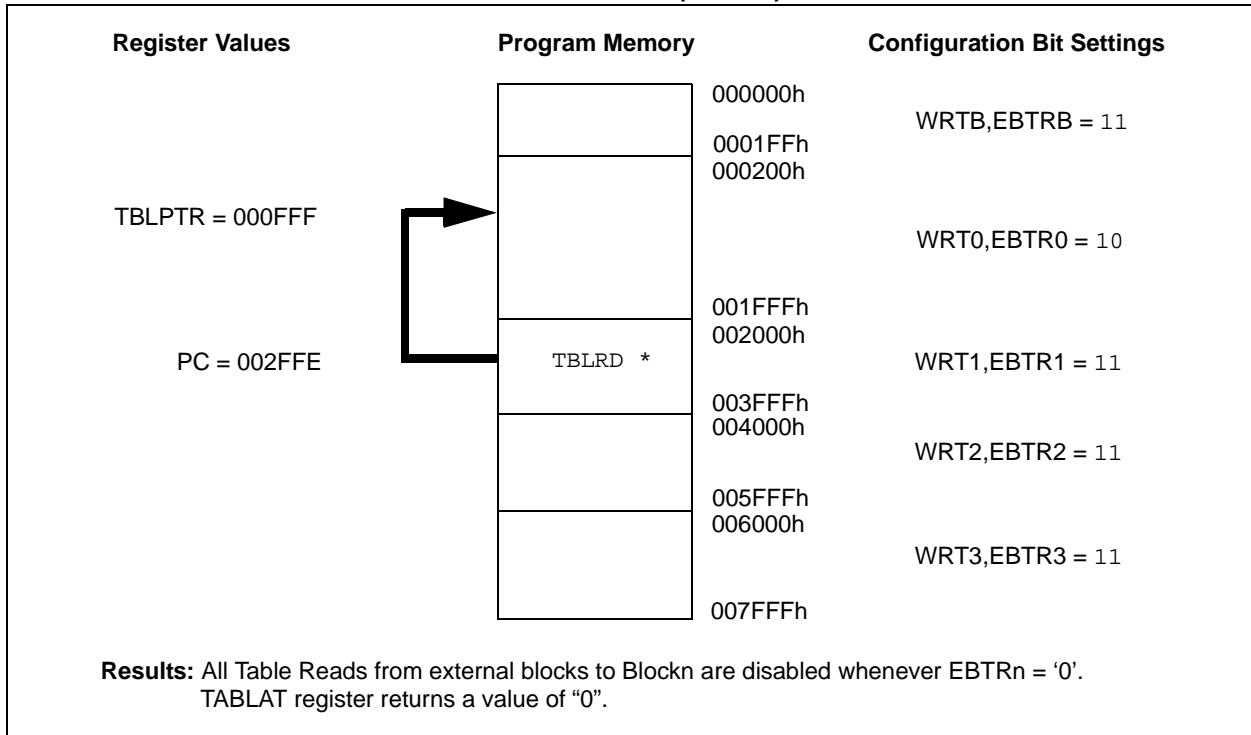 Register Values Program Memory Configuration Bit Settings
000000h
WRTB,EBTRB = 11
0001FFh
000200h
TBLPTR = 000FFF
WRT0,EBTR0 = 10
001FFFh
002000h
PC = 002FFE TBLRD * WRT1,EBTR1 = 11
003FFFh
004000h
WRT2,EBTR2 = 11
005FFFh
006000h
WRT3,EBTR3 = 11
007FFFh
Results: All Table Reads from external blocks to Blockn are disabled whenever EBTRn = ‘0’.
TABLAT register returns a value of “0”.